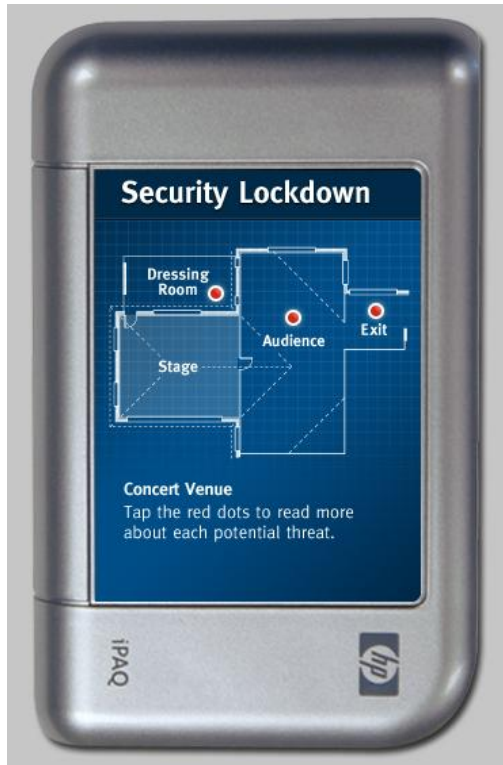 Security Lockdown
Dressing
Room
Audience
Exit
Stage
Concert Venue
Tap the red dots to read more
about each potential threat.
iPAQ
hp